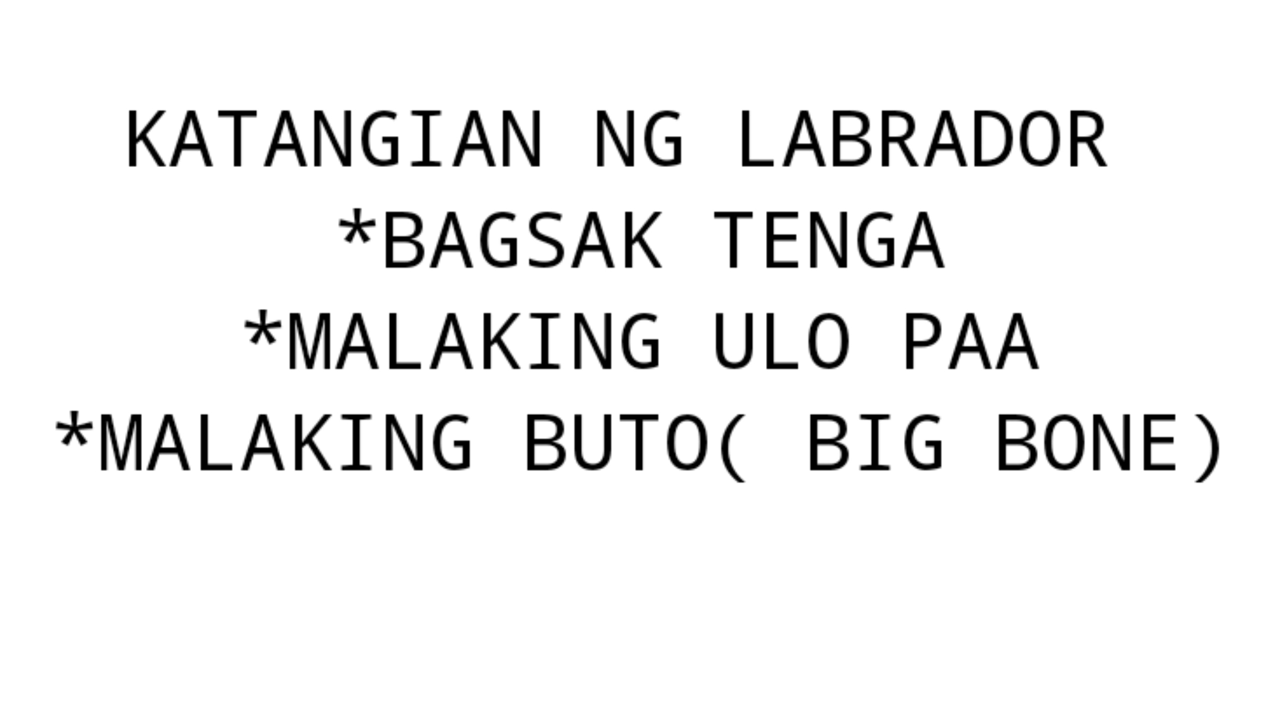 KATANGIAN NG LABRADOR
*BAGSAK TENGA
*MALAKING ULO PAA
*MALAKING BUTO( BIG BONE)